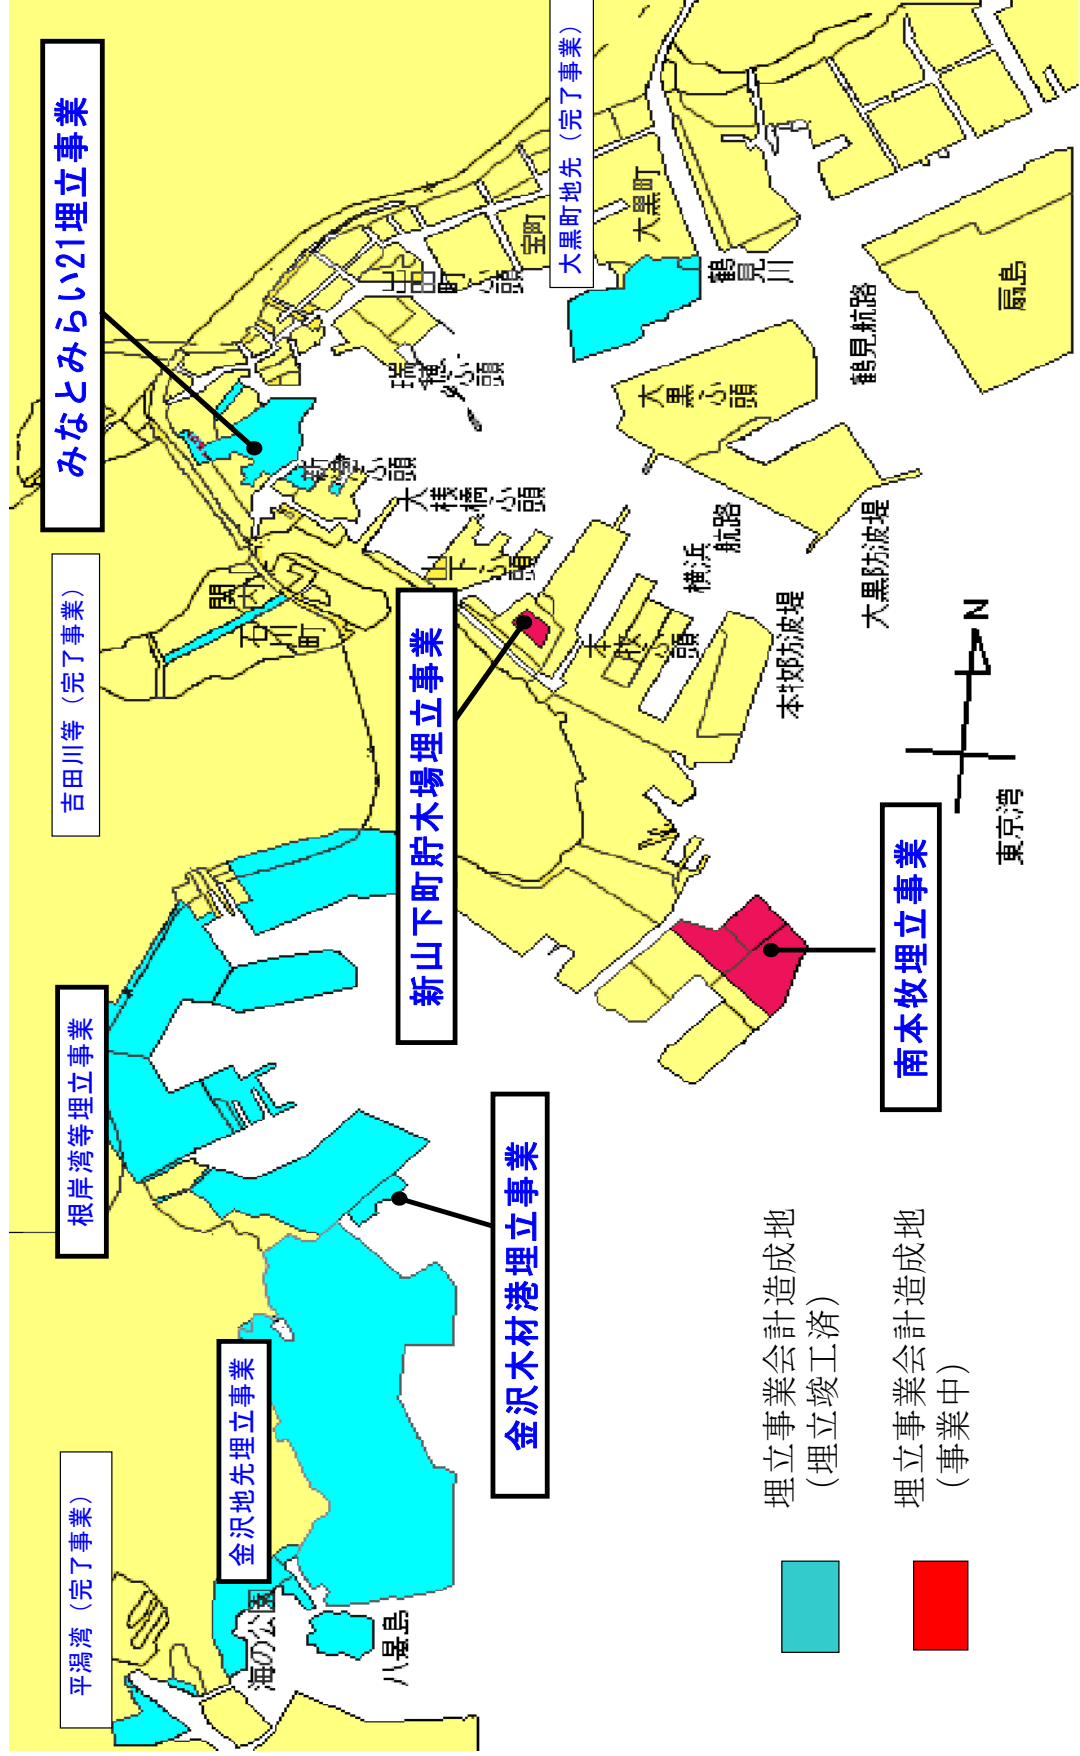 みなとみらい21埋立事業
大黒町地先（完了事業）
吉田川等（完了事業）
新山下町貯木場埋立事業
南本牧埋立事業
根岸湾等埋立事業
金沢木材港埋立事業
金沢地先埋立事業
平潟湾（完了事業）
宝町
大黒町
出田町ふ頭
鶴見川
瑞穂ふ頭
鶴見航路
扇島
大黒ふ頭
新港ふ頭
大桟橋ふ頭
山下ふ頭
横浜
航路
大黒防波堤
関内
石川町
本牧ふ頭
本牧防波堤
N
東京湾
海の公園
八景島
埋立事業会計造成地
（埋立竣工済）
埋立事業会計造成地
（事業中）